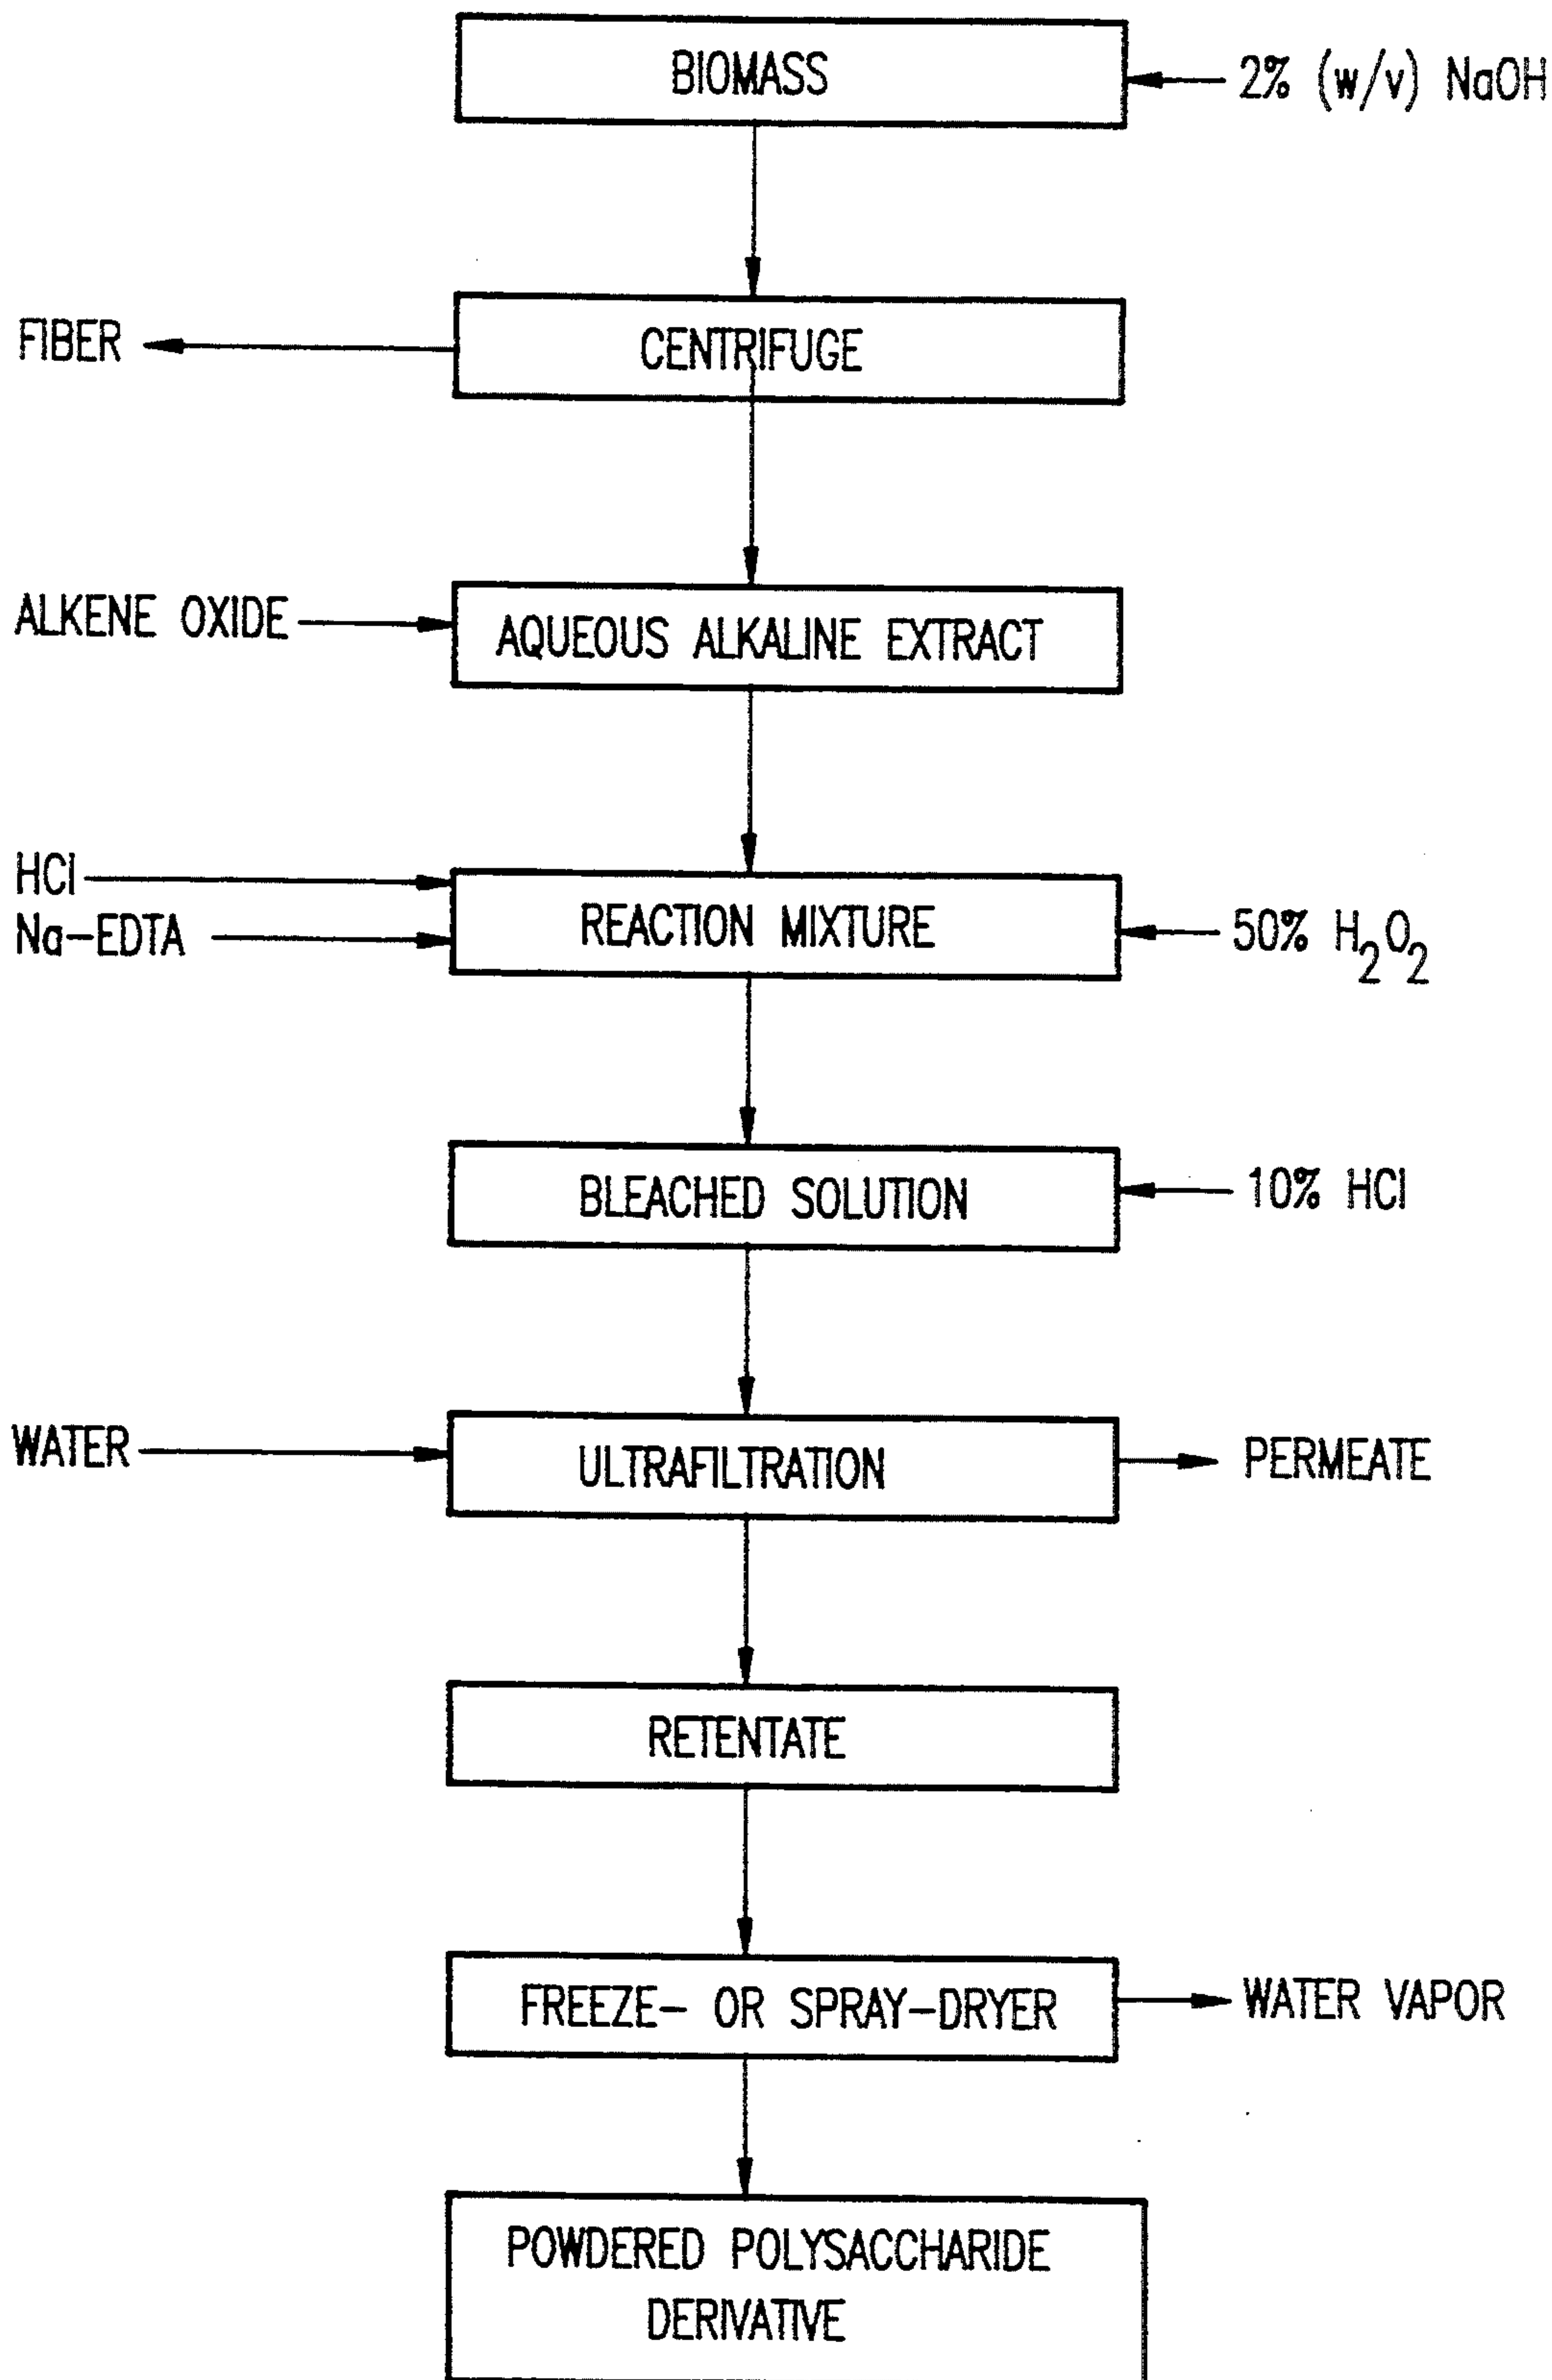 BIOMASS
2% (w/v) NaOH
FIBER
CENTRIFUGE
ALKENE OXIDE
AQUEOUS ALKALINE EXTRACT
HCl
Na-EDTA
REACTION MIXTURE
50% H2O2
BLEACHED SOLUTION
10% HCl
WATER
ULTRAFILTRATION
PERMEATE
RETENTATE
FREEZE- OR SPRAY-DRYER
WATER VAPOR
POWDERED POLYSACCHARIDE
DERIVATIVE